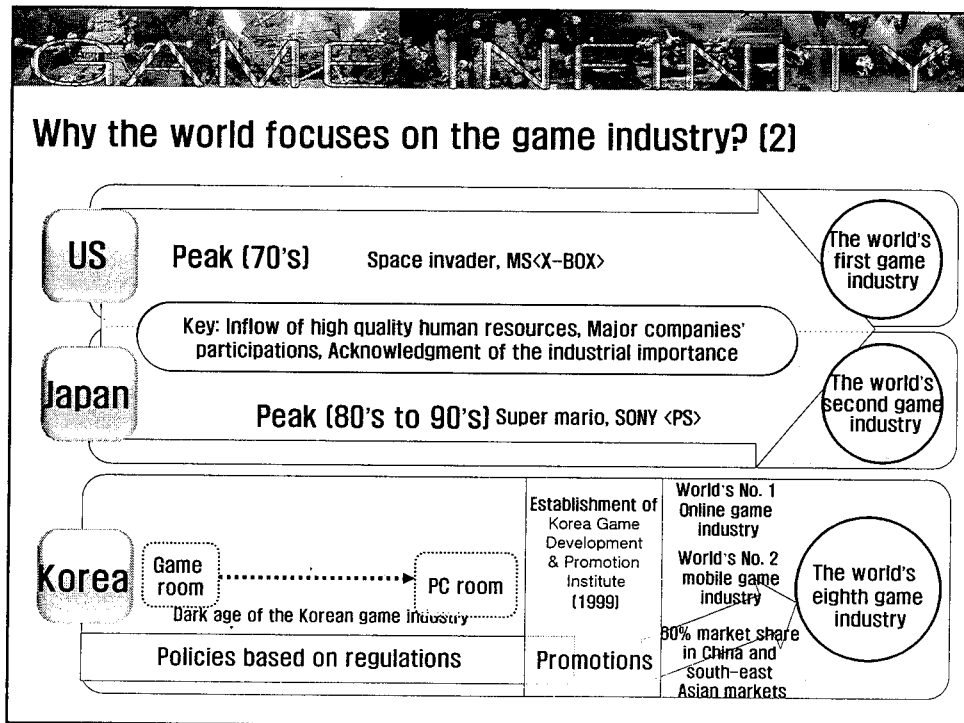 GAME INFINITY
Why the world focuses on the game industry? (2)
US
Peak (70's)
Space invader, MS<X-BOX>
The world's
first game
industry
Key: Inflow of high quality human resources, Major companies'
participations, Acknowledgment of the industrial importance
Japan
Peak (80's to 90's) Super mario, SONY <PS>
The world's
second game
industry
Korea
Game
room
PC room
Dark age of the Korean game industry
Policies based on regulations
Establishment of
Korea Game
Development
& Promotion
Institute
(1999)
Promotions
World's No. 1
Online game
industry
World's No. 2
mobile game
industry
market share
in China and
south-east
Asian markets
The world's
eighth game
industry